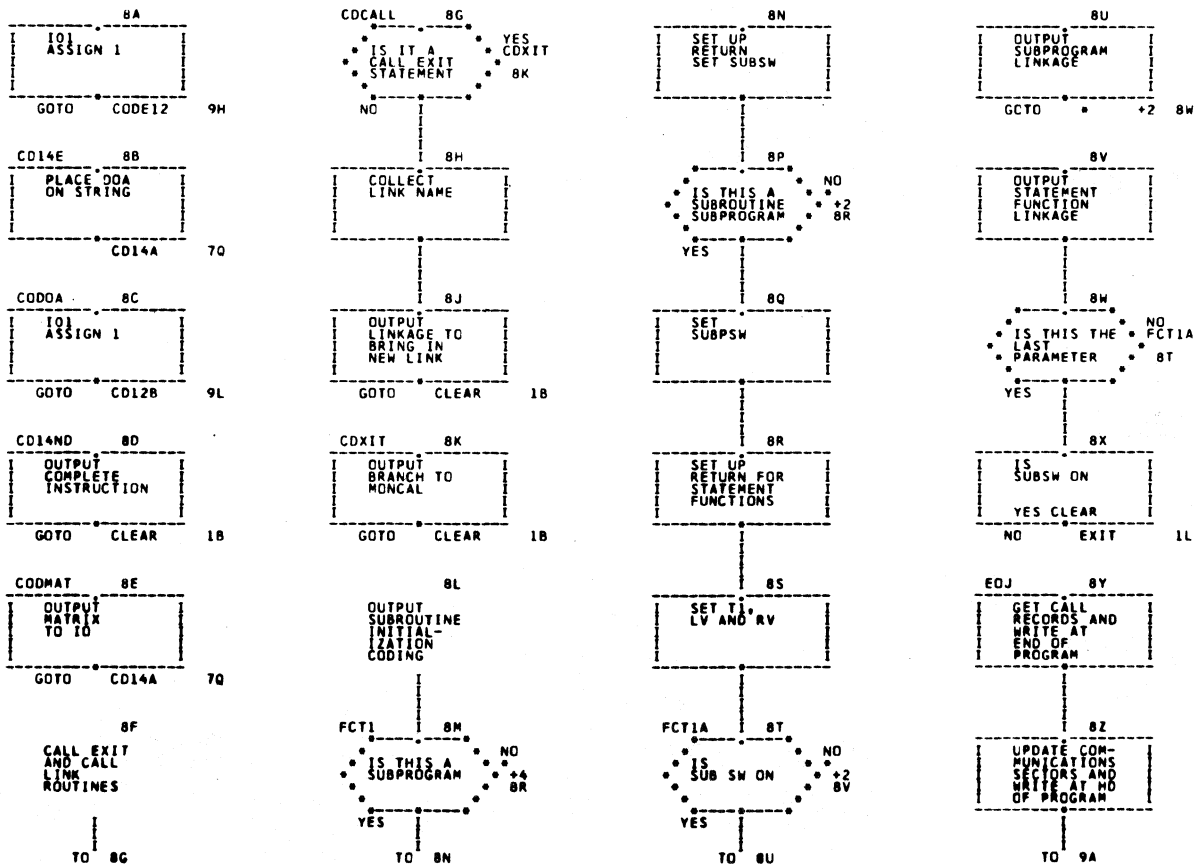 8A
IO1
ASSIGN 1
GOTO CODE12 9H
CD14E 8B
PLACE DOA
ON STRING
CD14A 7Q
CODOA 8C
IO1
ASSIGN 1
GOTO CD12B 9L
CD14ND 8D
OUTPUT
COMPLETE
INSTRUCTION
GOTO CLEAR 1B
CODMAT 8E
OUTPUT
MATRIX
TO IO
GOTO CD14A 7Q
8F
CALL EXIT
AND CALL
LINK
ROUTINES
TO 8G
CDCALL 8G
IS IT A
CALL EXIT
STATEMENT
YES
CDXIT
8K
NO
8H
COLLECT
LINK NAME
8J
OUTPUT
LINKAGE TO
BRING IN
NEW LINK
GOTO CLEAR 1B
CDXIT 8K
OUTPUT
BRANCH TO
MONCAL
GOTO CLEAR 1B
8L
OUTPUT
SUBROUTINE
INITIAL-
IZATION
CODING
FCT1 8M
IS THIS A
SUBPROGRAM
NO
+4
8R
YES
TO 8N
8N
SET UP
RETURN
SET SUBSW
8P
IS THIS A
SUBROUTINE
SUBPROGRAM
NO
+2
8R
YES
8Q
SET
SUBPSW
8R
SET UP
RETURN FOR
STATEMENT
FUNCTIONS
8S
SET T1,
LV AND RV
FCT1A 8T
IS
SUB SW ON
NO
+2
8V
YES
TO 8U
8U
OUTPUT
SUBPROGRAM
LINKAGE
GCTO * +2 8W
8V
OUTPUT
STATEMENT
FUNCTION
LINKAGE
8W
IS THIS THE
LAST
PARAMETER
NO
FCT1A
8T
YES
8X
IS
SUBSW ON
YES CLEAR
NO EXIT 1L
EOJ 8Y
GET CALL
RECORDS AND
WRITE AT
END OF
PROGRAM
8Z
UPDATE COM-
MUNICATIONS
SECTORS AND
WRITE AT HD
OF PROGRAM
TO 9A